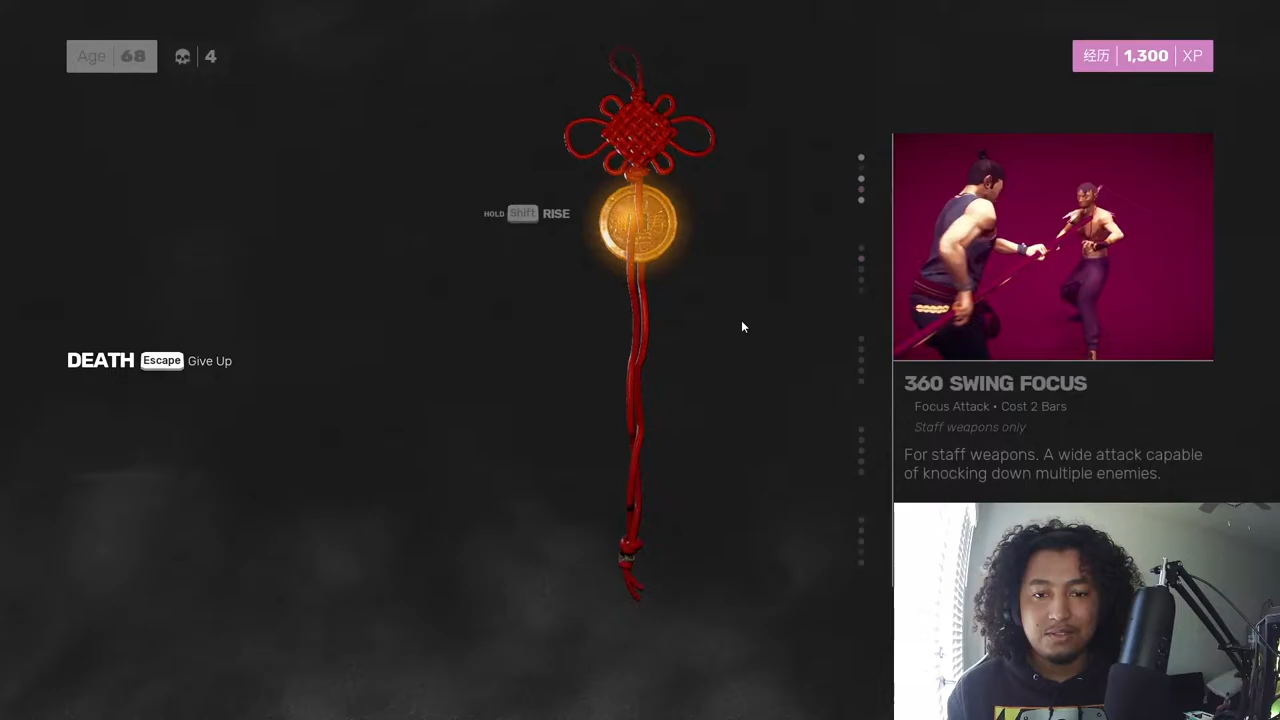 Age 68
4
经历 1,300 XP
HOLD Shift RISE
DEATH Escape Give Up
360 SWING FOCUS
Focus Attack • Cost 2 Bars
Staff weapons only
For staff weapons. A wide attack capable
of knocking down multiple enemies.